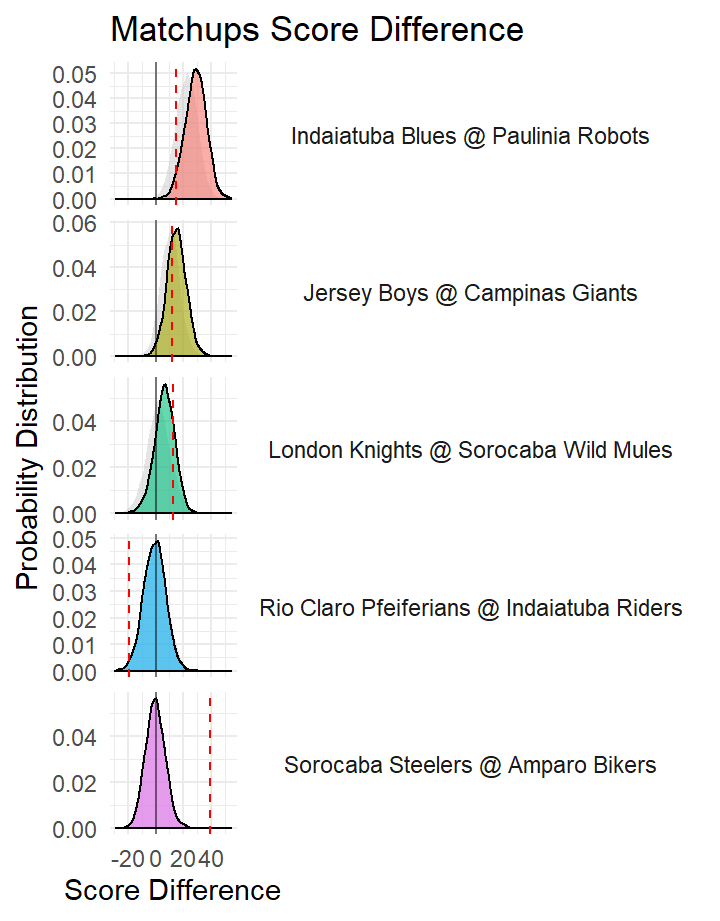 Matchups Score Difference
0.05
0.04
0.03
0.02
0.01
0.00
Indaiatuba Blues @ Paulinia Robots
0.06
0.04
0.02
0.00
Jersey Boys @ Campinas Giants
Probability Distribution
0.04
0.02
0.00
London Knights @ Sorocaba Wild Mules
0.05
0.04
0.03
0.02
0.01
0.00
Rio Claro Pfeiferians @ Indaiatuba Riders
0.04
0.02
0.00
Sorocaba Steelers @ Amparo Bikers
-20 0 20 40
Score Difference